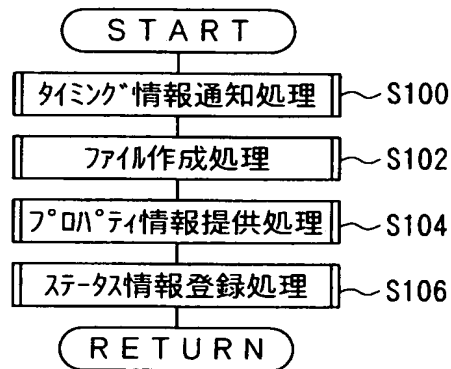 START
ﾀｲﾐﾝｸﾞ情報通知処理 S100
ﾌｧｲﾙ作成処理 S102
ﾌﾟﾛﾊﾟﾃｨ情報提供処理 S104
ｽﾃｰﾀｽ情報登録処理 S106
RETURN